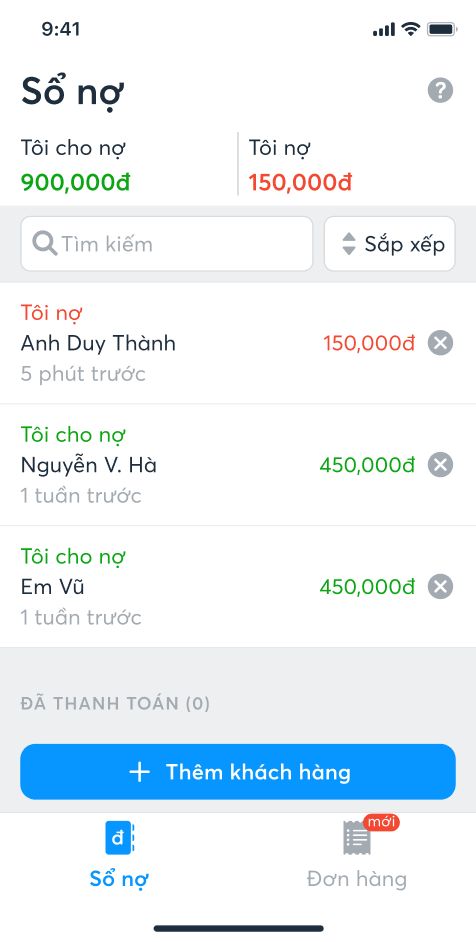 9:41
Sổ nợ
?
Tôi cho nợ
Tôi nợ
900,000đ
150,000đ
Tìm kiếm
Sắp xếp
Tôi nợ
Anh Duy Thành
150,000đ
5 phút trước
Tôi cho nợ
Nguyễn V. Hà
450,000đ
1 tuần trước
Tôi cho nợ
Em Vũ
450,000đ
1 tuần trước
ĐÃ THANH TOÁN (0)
Thêm khách hàng
đ
mới
Sổ nợ
Đơn hàng